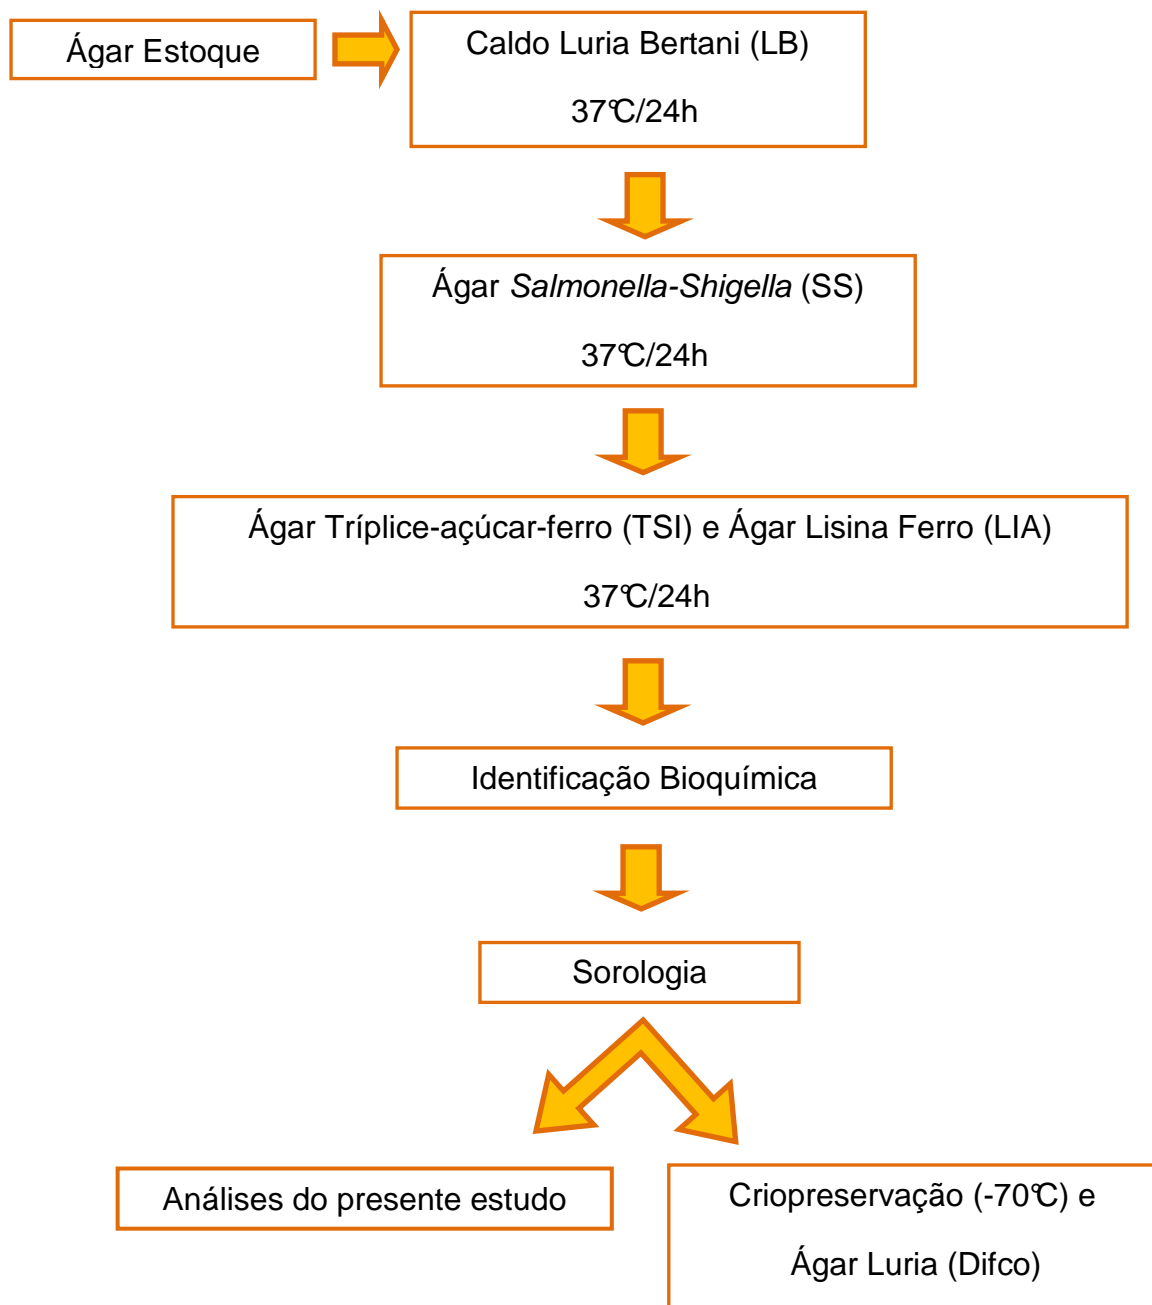 Ágar Estoque
Caldo Luria Bertani (LB)
37°C/24h
Ágar Salmonella-Shigella (SS)
37°C/24h
Ágar Tríplice-açúcar-ferro (TSI) e Ágar Lisina Ferro (LIA)
37°C/24h
Identificação Bioquímica
Sorologia
Análises do presente estudo
Criopreservação (-70°C) e
Ágar Luria (Difco)